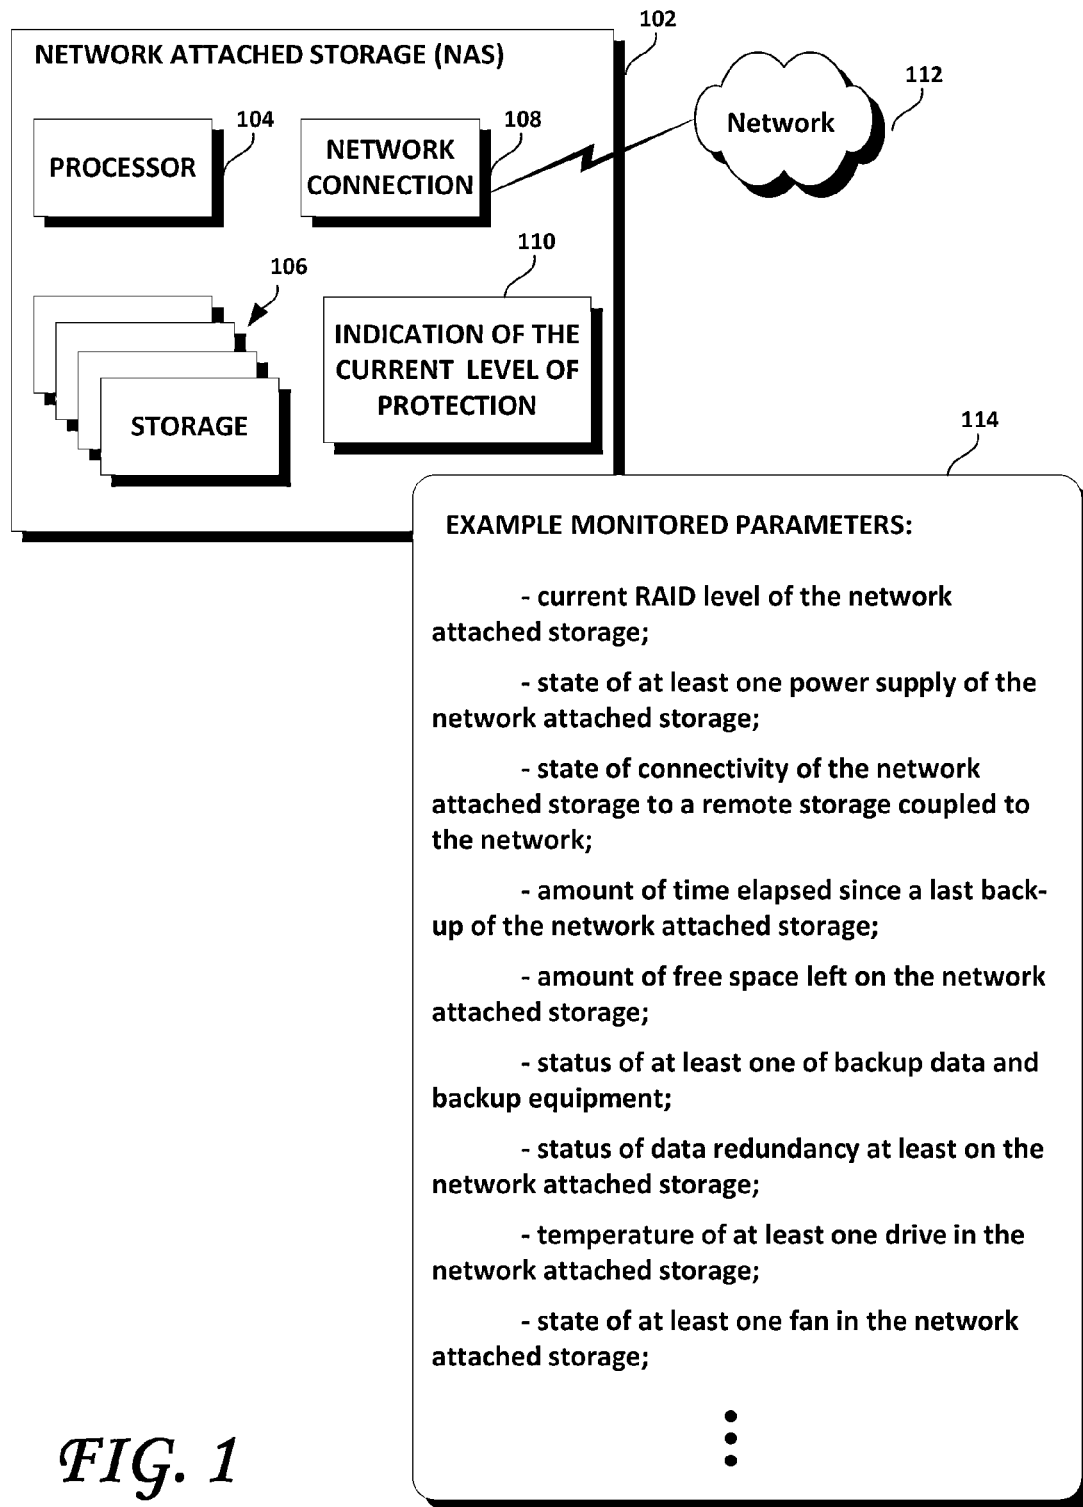 102
NETWORK ATTACHED STORAGE (NAS)
112
104
108
Network
PROCESSOR
NETWORK
CONNECTION
110
106
INDICATION OF THE
CURRENT LEVEL OF
PROTECTION
STORAGE
114
EXAMPLE MONITORED PARAMETERS:
- current RAID level of the network
attached storage;
- state of at least one power supply of the
network attached storage;
- state of connectivity of the network
attached storage to a remote storage coupled to
the network;
- amount of time elapsed since a last back-
up of the network attached storage;
- amount of free space left on the network
attached storage;
- status of at least one of backup data and
backup equipment;
- status of data redundancy at least on the
network attached storage;
- temperature of at least one drive in the
network attached storage;
- state of at least one fan in the network
attached storage;
FIG. 1